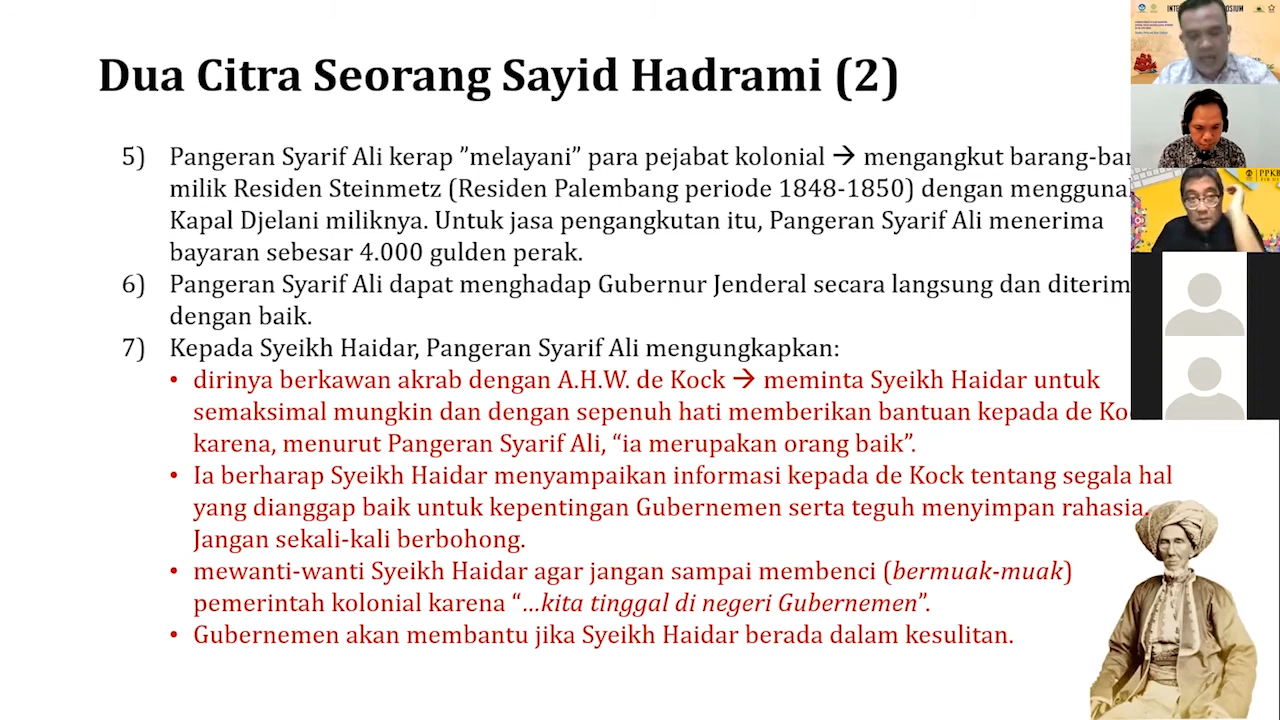 Dua Citra Seorang Sayid Hadrami (2)
5) Pangeran Syarif Ali kerap ”melayani” para pejabat kolonial → mengangkut barang-bar
milik Residen Steinmetz (Residen Palembang periode 1848-1850) dengan mengguna
Kapal Djelani miliknya. Untuk jasa pengangkutan itu, Pangeran Syarif Ali menerima
bayaran sebesar 4.000 gulden perak.
6) Pangeran Syarif Ali dapat menghadap Gubernur Jenderal secara langsung dan diterim
dengan baik.
7) Kepada Syeikh Haidar, Pangeran Syarif Ali mengungkapkan:
• dirinya berkawan akrab dengan A.H.W. de Kock → meminta Syeikh Haidar untuk
semaksimal mungkin dan dengan sepenuh hati memberikan bantuan kepada de Koc
karena, menurut Pangeran Syarif Ali, “ia merupakan orang baik”.
• Ia berharap Syeikh Haidar menyampaikan informasi kepada de Kock tentang segala hal
yang dianggap baik untuk kepentingan Gubernemen serta teguh menyimpan rahasia.
Jangan sekali-kali berbohong.
• mewanti-wanti Syeikh Haidar agar jangan sampai membenci (bermuak-muak)
pemerintah kolonial karena “…kita tinggal di negeri Gubernemen”.
• Gubernemen akan membantu jika Syeikh Haidar berada dalam kesulitan.
PPKB